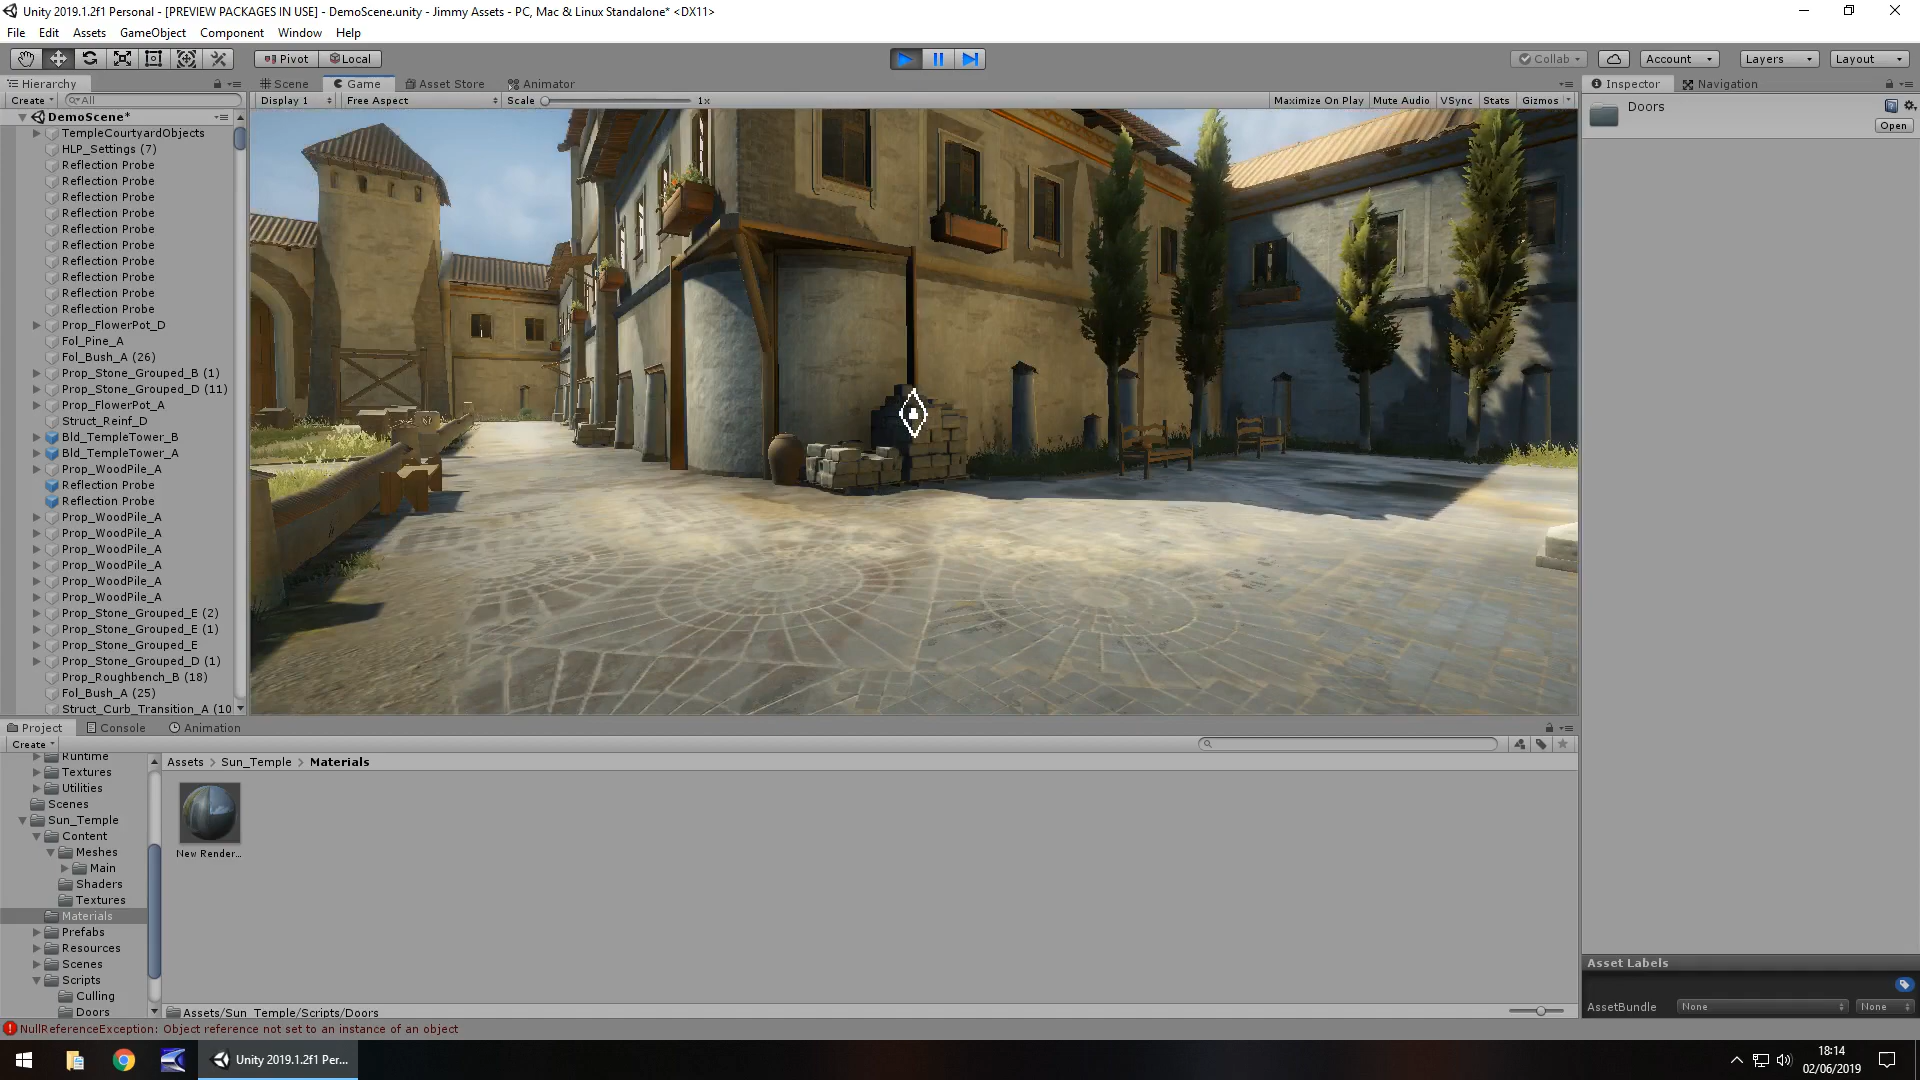 Unity 2019.1.2f1 Personal - [PREVIEW PACKAGES IN USE] - DemoScene.unity - Jimmy Assets - PC, Mac & Linux Standalone* <DX11>
File Edit Assets GameObject Component Window Help
Pivot Local Collab Account Layers Layout
Hierarchy Scene Game Asset Store Animator Inspector Navigation
Create All Display 1 Free Aspect Scale 1x Maximize On Play Mute Audio VSync Stats Gizmos Doors
Open
DemoScene*
TempleCourtyardObjects
HLP_Settings (7)
Reflection Probe
Reflection Probe
Reflection Probe
Reflection Probe
Reflection Probe
Reflection Probe
Reflection Probe
Reflection Probe
Reflection Probe
Reflection Probe
Prop_FlowerPot_D
Fol_Pine_A
Fol_Bush_A (26)
Prop_Stone_Grouped_B (1)
Prop_Stone_Grouped_D (11)
Prop_FlowerPot_A
Struct_Reinf_D
Bld_TempleTower_B
Bld_TempleTower_A
Prop_WoodPile_A
Reflection Probe
Reflection Probe
Prop_WoodPile_A
Prop_WoodPile_A
Prop_WoodPile_A
Prop_WoodPile_A
Prop_WoodPile_A
Prop_WoodPile_A
Prop_Stone_Grouped_E (2)
Prop_Stone_Grouped_E (1)
Prop_Stone_Grouped_E
Prop_Stone_Grouped_D (1)
Prop_Roughbench_B (18)
Fol_Bush_A (25)
Struct_Curb_Transition_A (10
Project Console Animation
Create
Runtime
Textures
Utilities
Scenes
Sun_Temple
Content
Meshes
Main
Shaders
Textures
Materials
Prefabs
Resources
Scenes
Scripts
Culling
Doors
Assets > Sun_Temple > Materials
New Render...
Assets/Sun_Temple/Scripts/Doors
Asset Labels
AssetBundle None None
NullReferenceException: Object reference not set to an instance of an object
Unity 2019.1.2f1 Per...
18:14
02/06/2019